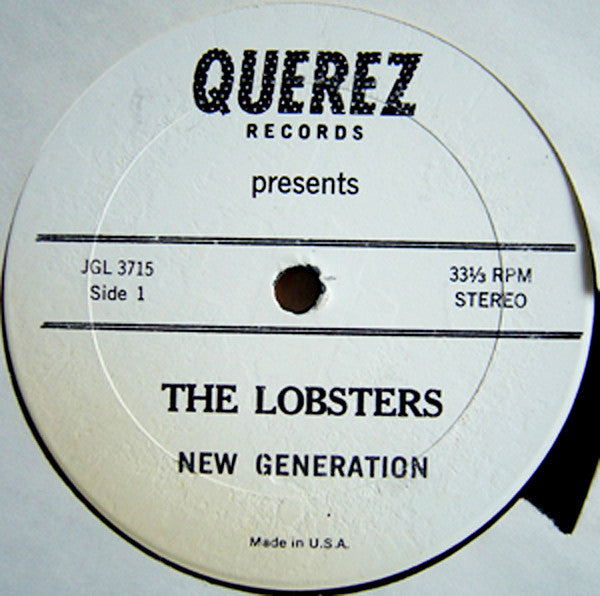 QUEREZ
RECORDS
presents
JGL 3715
Side 1
33⅓ RPM
STEREO
THE LOBSTERS
NEW GENERATION
Made in U.S.A.